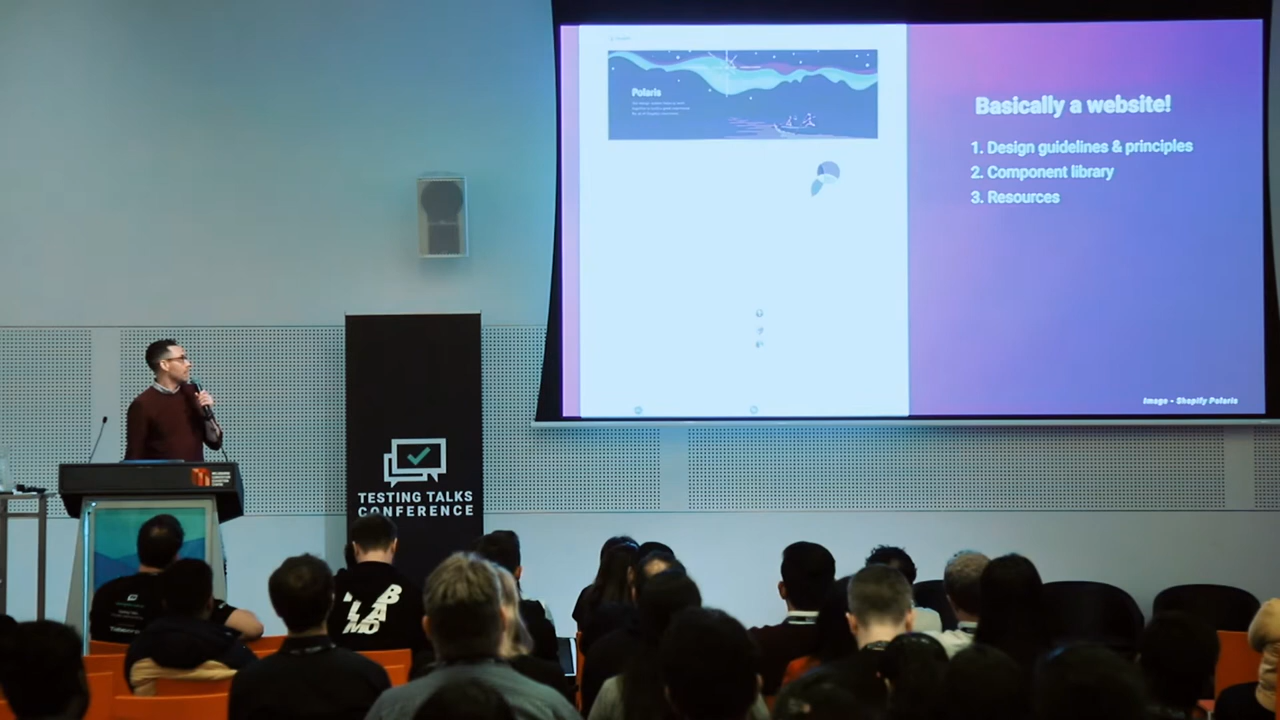 Polaris
Basically a website!
1. Design guidelines & principles
2. Component library
3. Resources
Image - Shopify Polaris
TESTING TALKS
CONFERENCE